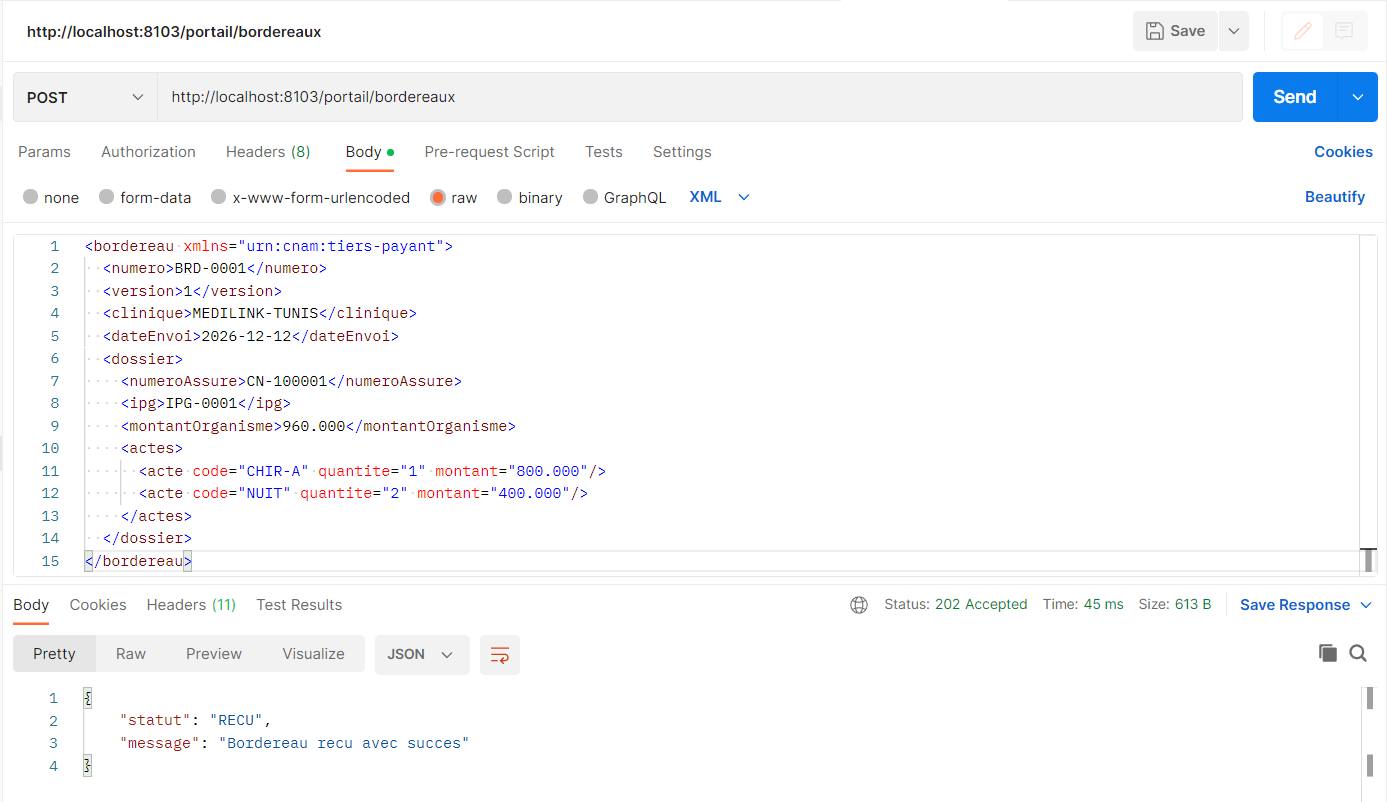 http://localhost:8103/portail/bordereaux
Save
POST
http://localhost:8103/portail/bordereaux
Send
Params Authorization Headers (8) Body Pre-request Script Tests Settings Cookies
none form-data x-www-form-urlencoded raw binary GraphQL XML Beautify
1 <bordereau xmlns="urn:cnam:tiers-payant">
2 <numero>BRD-0001</numero>
3 <version>1</version>
4 <clinique>MEDILINK-TUNIS</clinique>
5 <dateEnvoi>2026-12-12</dateEnvoi>
6 <dossier>
7 <numeroAssure>CN-100001</numeroAssure>
8 <ipg>IPG-0001</ipg>
9 <montantOrganisme>960.000</montantOrganisme>
10 <actes>
11 <acte code="CHIR-A" quantite="1" montant="800.000"/>
12 <acte code="NUIT" quantite="2" montant="400.000"/>
13 </actes>
14 </dossier>
15 </bordereau>
Body Cookies Headers (11) Test Results Status: 202 Accepted Time: 45 ms Size: 613 B Save Response
Pretty Raw Preview Visualize JSON
1 {
2 "statut": "RECU",
3 "message": "Bordereau recu avec succes"
4 }